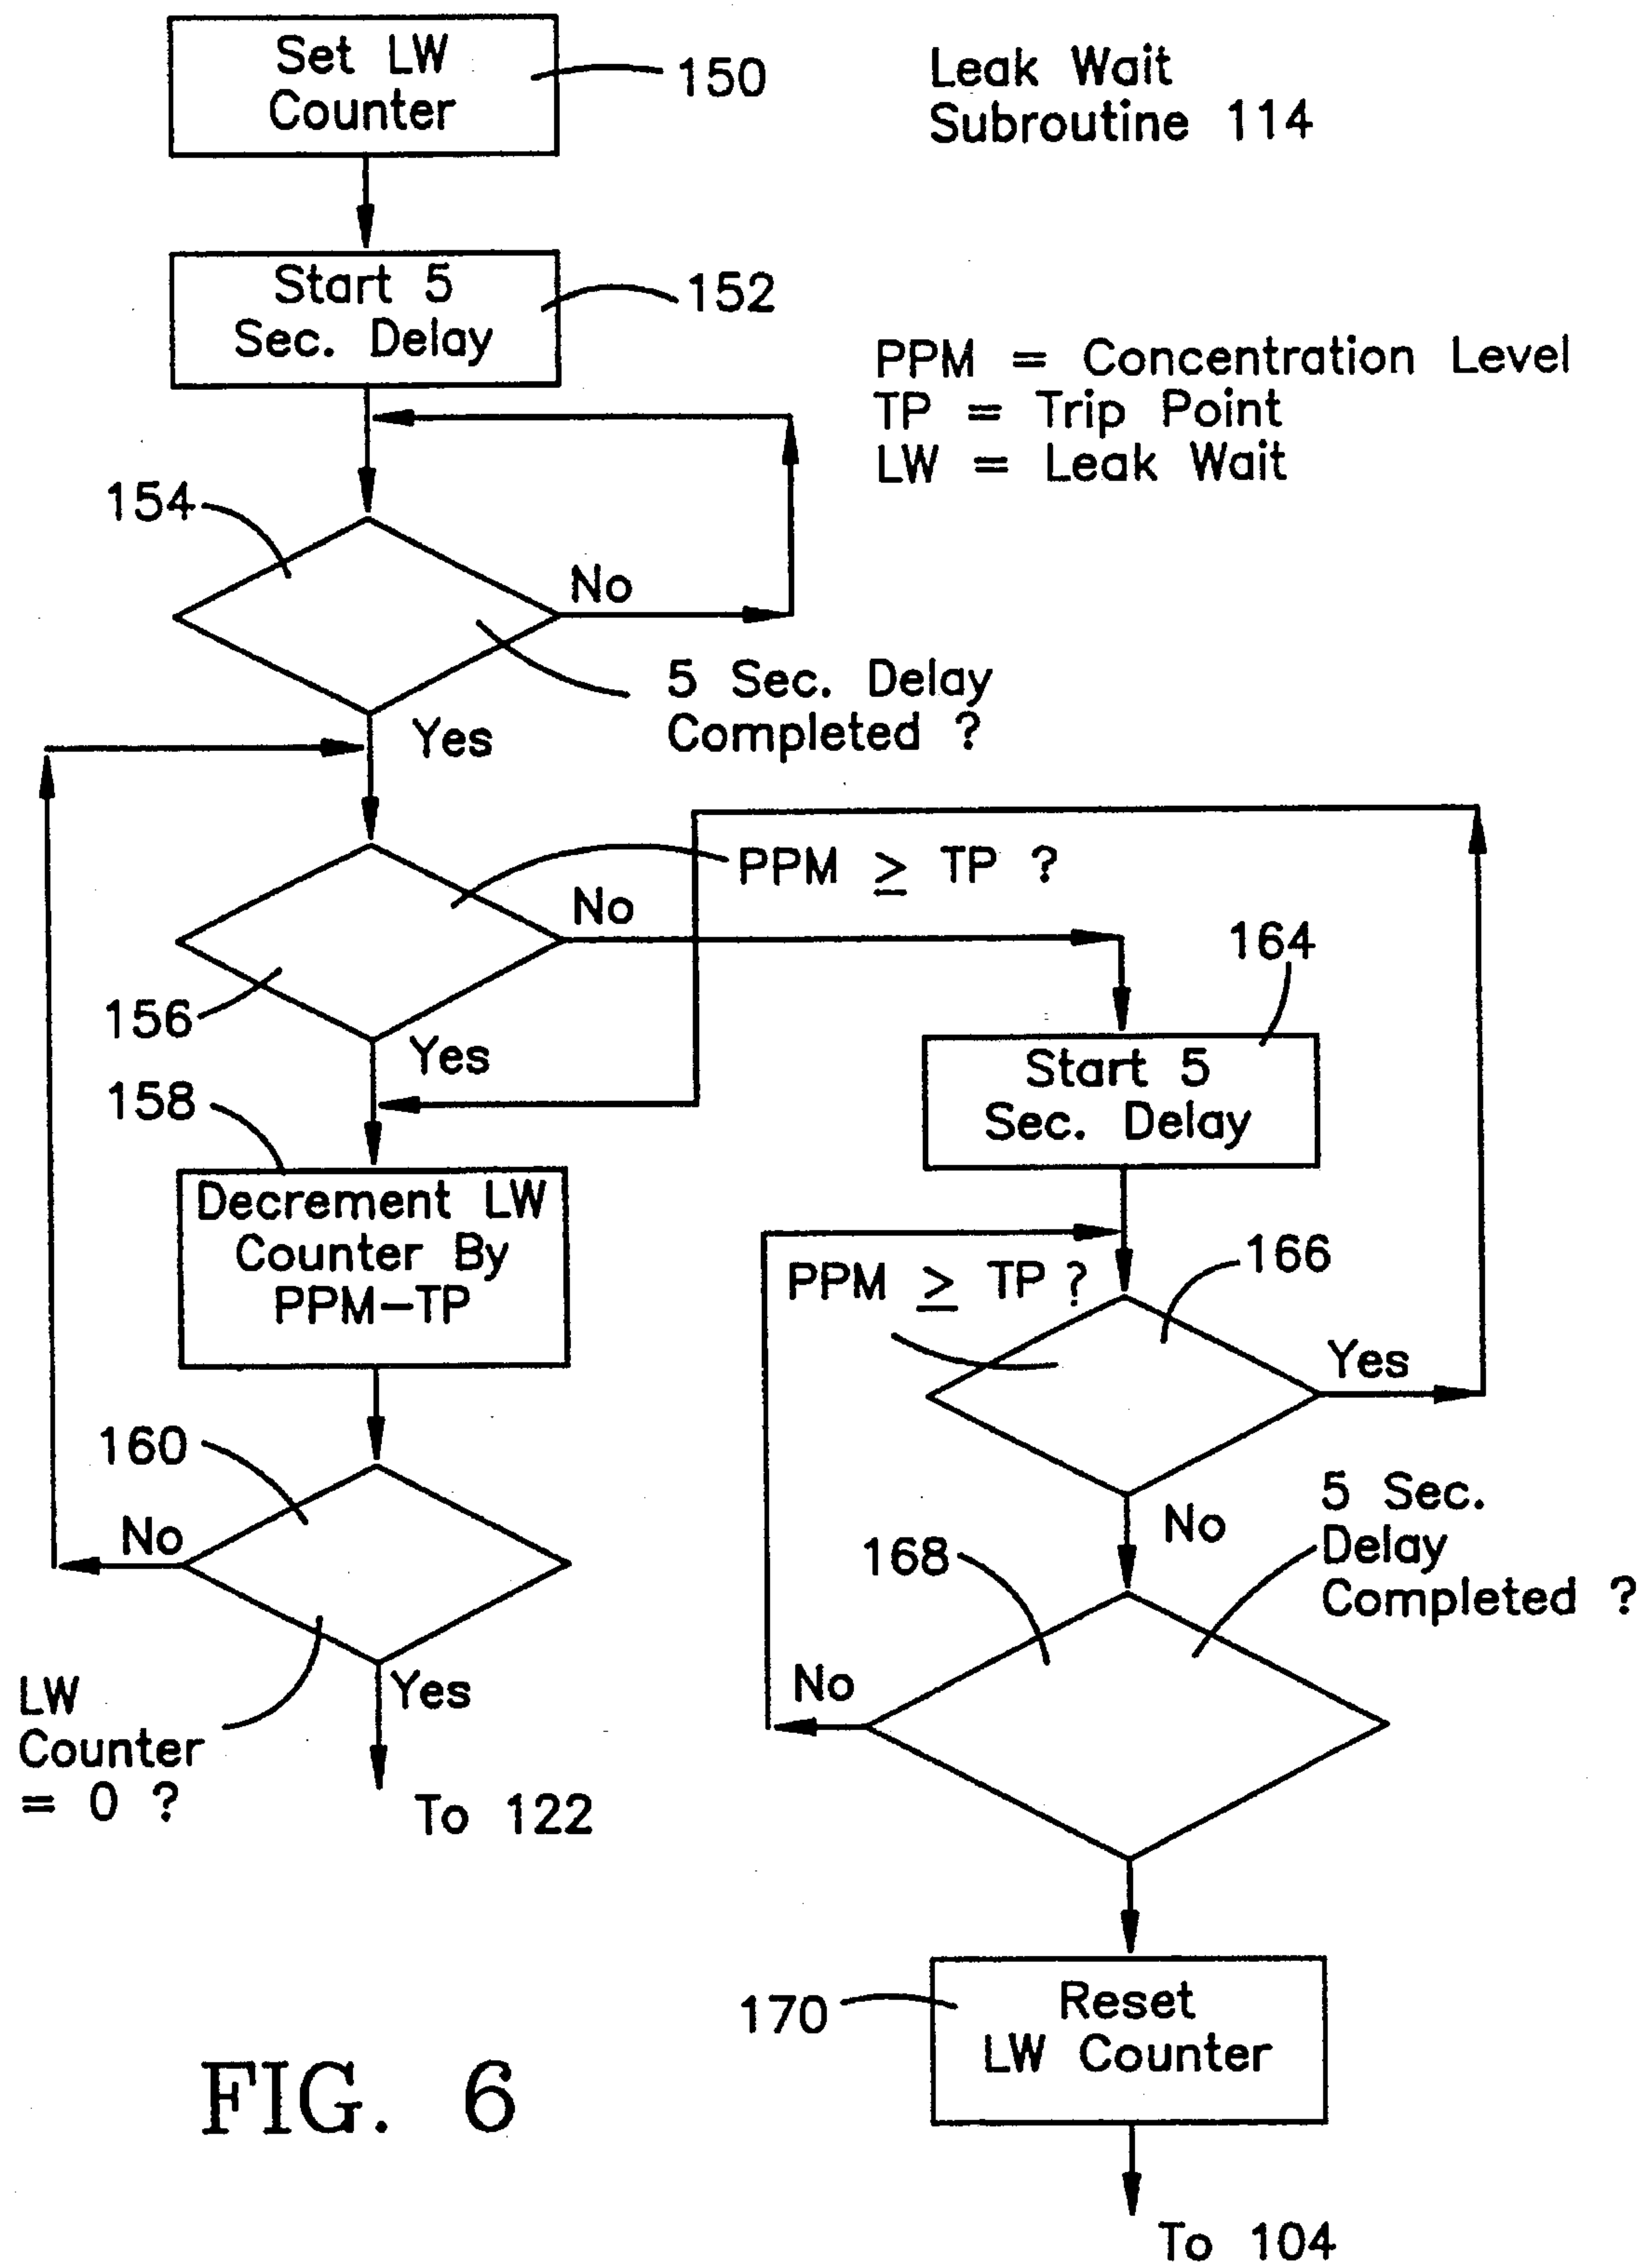 Set LW
Counter
150
Leak Wait
Subroutine 114
Start 5
Sec. Delay
152
PPM = Concentration Level
TP = Trip Point
LW = Leak Wait
154
No
5 Sec. Delay
Completed ?
Yes
PPM ≥ TP ?
No
156
Yes
164
Start 5
Sec. Delay
158
Decrement LW
Counter By
PPM–TP
PPM ≥ TP ?
166
Yes
No
160
No
LW
Counter
= 0 ?
Yes
To 122
168
5 Sec.
Delay
Completed ?
No
170
Reset
LW Counter
To 104
FIG. 6